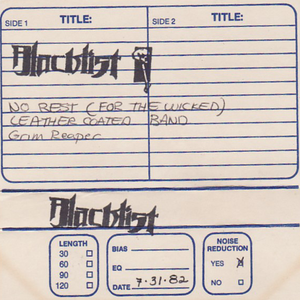 SIDE 1 TITLE: SIDE 2 TITLE:
Blacklist
NO REST (FOR THE WICKED)
LEATHER COATED BAND
Grim Reaper
Blacklist
LENGTH
30
60
90
120
BIAS
EQ
DATE 7·31·82
NOISE
REDUCTION
YES
NO